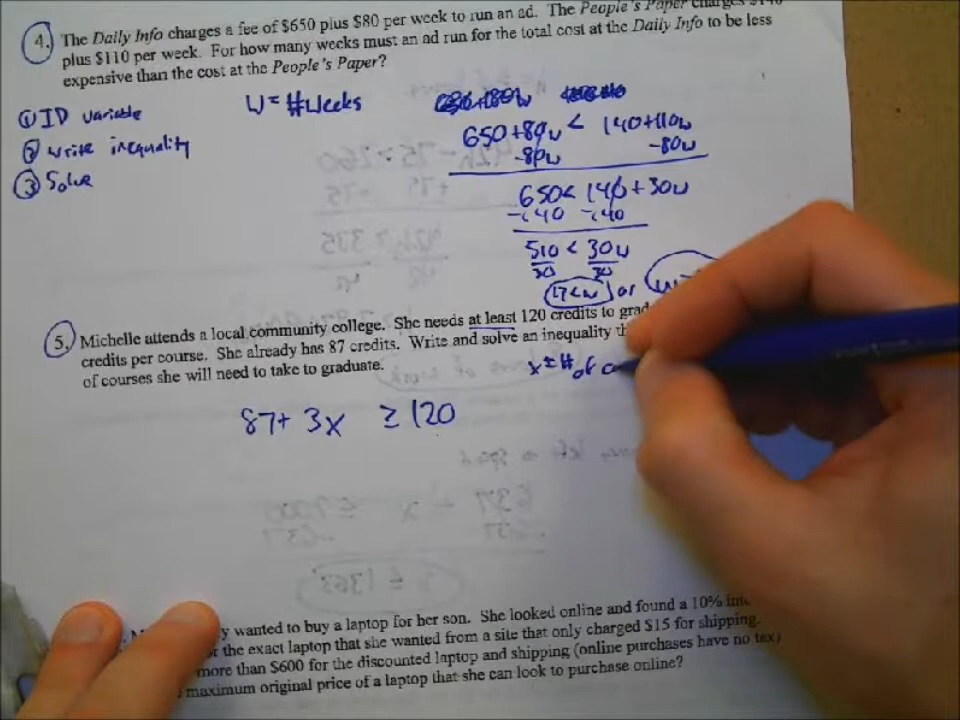 4. The Daily Info charges a fee of $650 plus $80 per week to run an ad. The People's Paper charges $140
plus $110 per week. For how many weeks must an ad run for the total cost at the Daily Info to be less
expensive than the cost at the People's Paper?
① ID variable
W = # weeks
② write inequality
③ Solve
650+80w < 140+110w
-80w -80w
650 < 140 + 30w
-140 -140
510 < 30w
30 30
17<w or
5. Michelle attends a local community college. She needs at least 120 credits to
credits per course. She already has 87 credits. Write and solve an inequality
of courses she will need to take to graduate.
x = # of
87+ 3x ≥ 120
wanted to buy a laptop for her son. She looked online and found a 10%
the exact laptop that she wanted from a site that only charged $15 for shipping.
more than $600 for the discounted laptop and shipping (online purchases have no tax)
maximum original price of a laptop that she can look to purchase online?